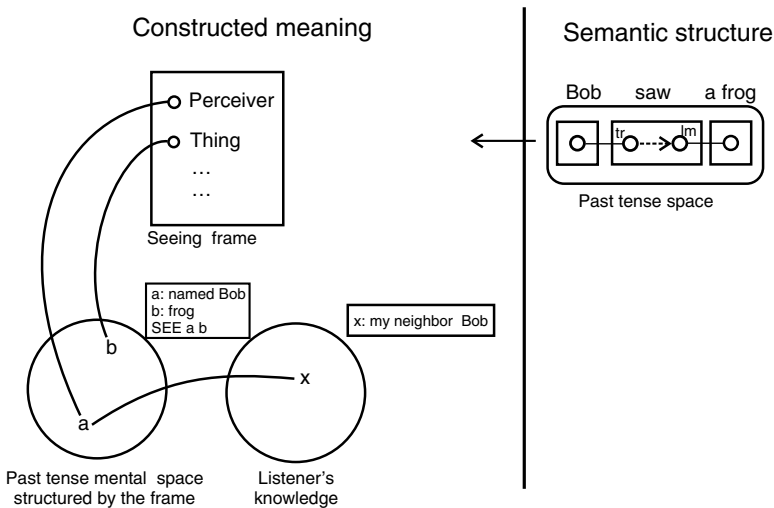 Constructed meaning
Semantic structure
Perceiver
Thing
...
...
Seeing frame
Bob saw a frog
tr lm
Past tense space
a: named Bob
b: frog
SEE a b
x: my neighbor Bob
b
a
x
Past tense mental space
structured by the frame
Listener's
knowledge